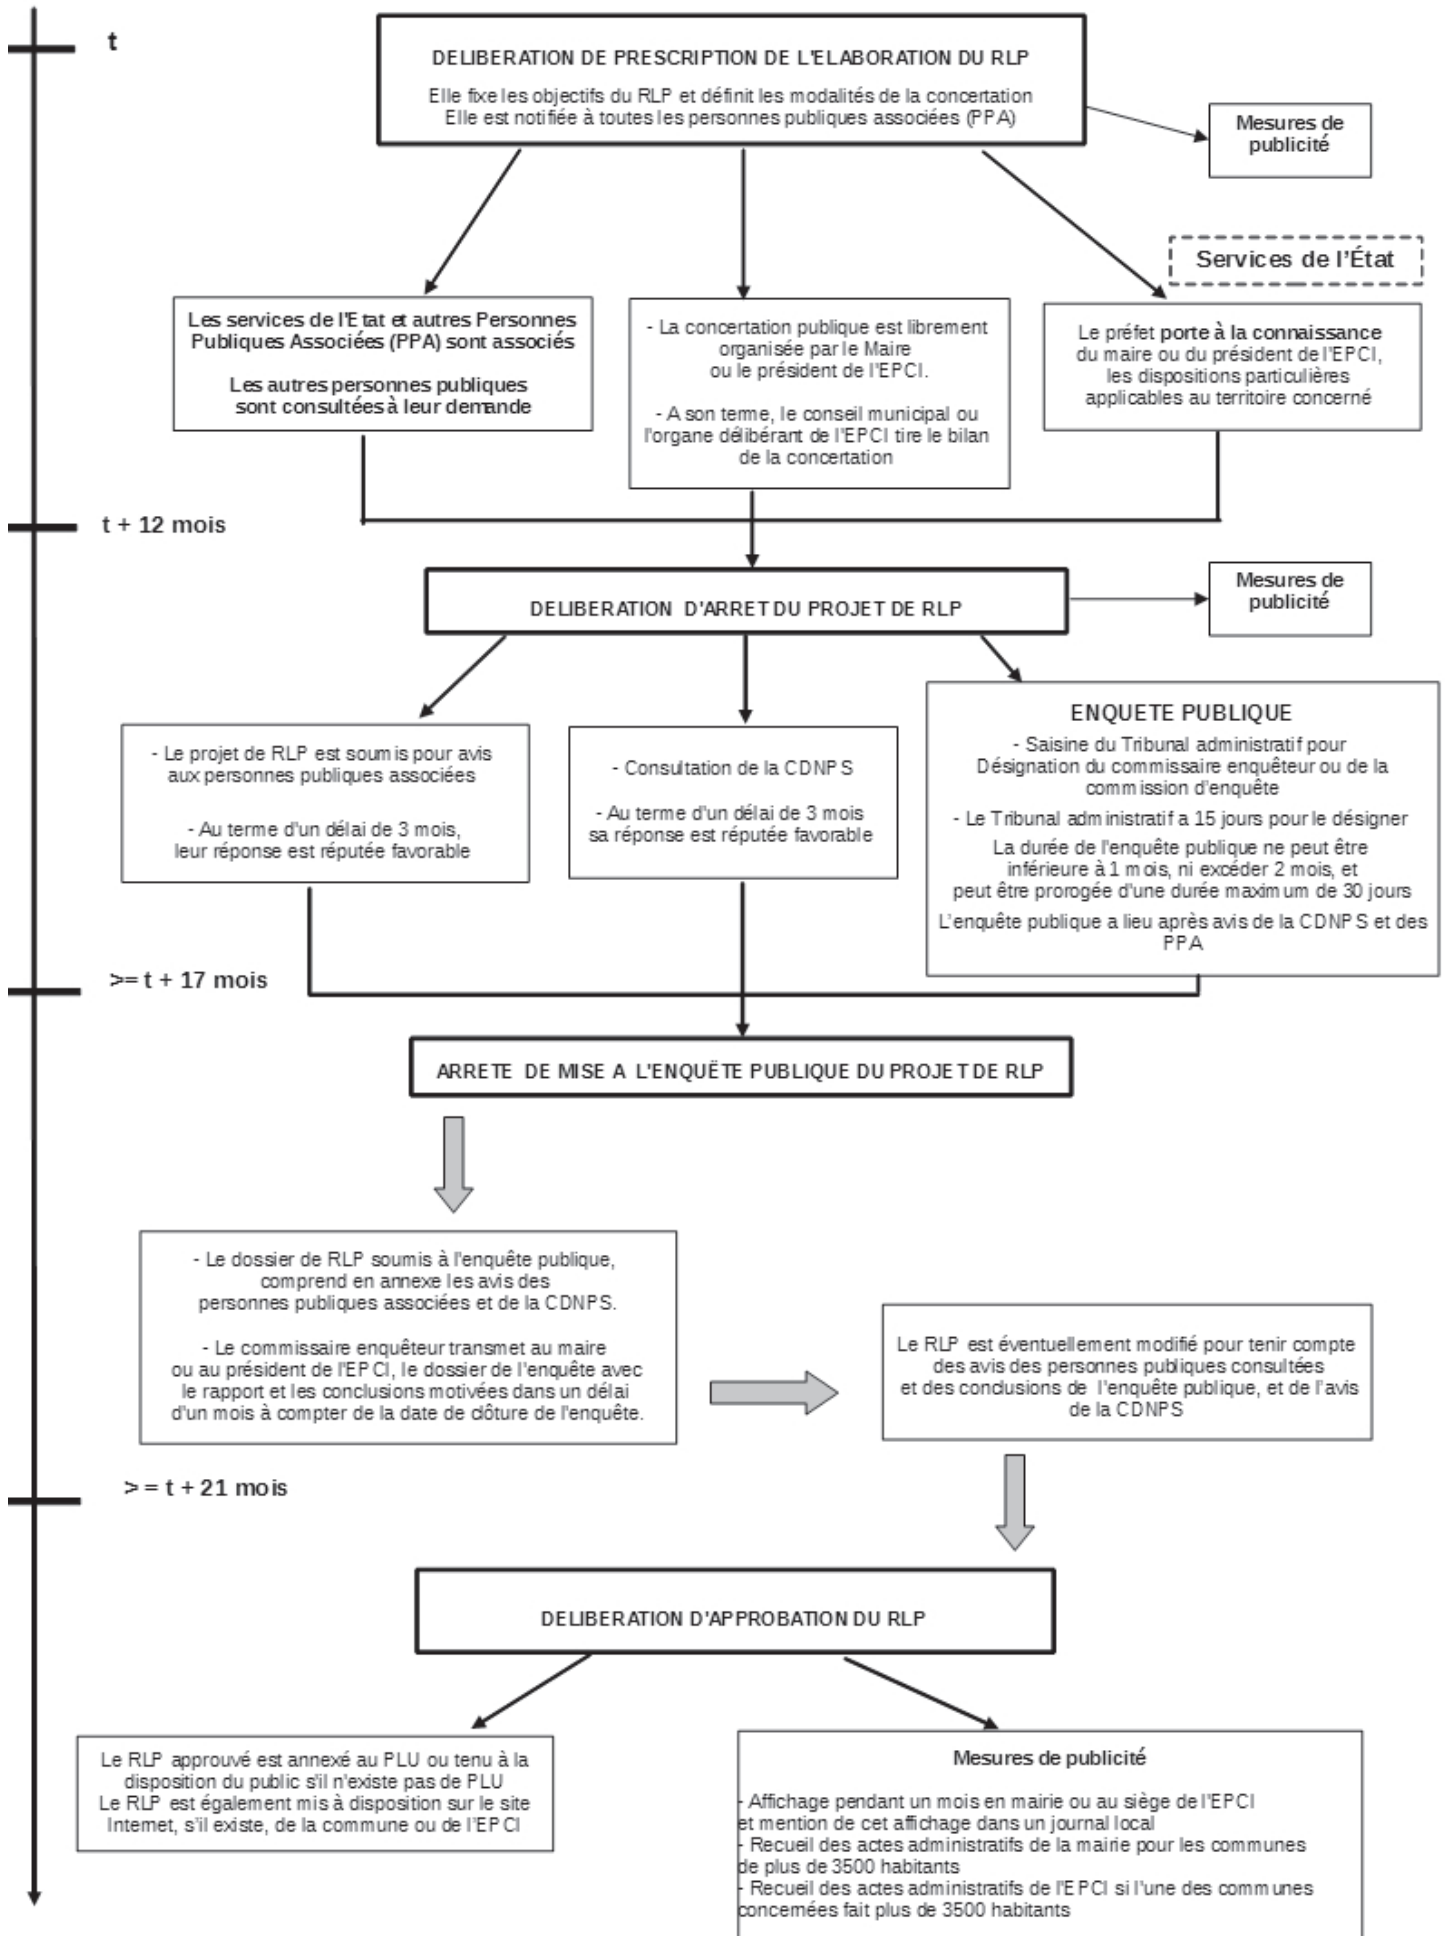 t
DELIBERATION DE PRESCRIPTION DE L'ELABORATION DU RLP
Elle fixe les objectifs du RLP et définit les modalités de la concertation
Elle est notifiée à toutes les personnes publiques associées (PPA)
Mesures de
publicité
Services de l'État
Les services de l'Etat et autres Personnes
Publiques Associées (PPA) sont associés
Les autres personnes publiques
sont consultées à leur demande
- La concertation publique est librement
organisée par le Maire
ou le président de l'EPCI.
- A son terme, le conseil municipal ou
l'organe délibérant de l'EPCI tire le bilan
de la concertation
Le préfet porte à la connaissance
du maire ou du président de l'EPCI,
les dispositions particulières
applicables au territoire concerné
t + 12 mois
DELIBERATION D'ARRET DU PROJET DE RLP
Mesures de
publicité
- Le projet de RLP est soumis pour avis
aux personnes publiques associées
- Au terme d'un délai de 3 mois,
leur réponse est réputée favorable
- Consultation de la CDNPS
- Au terme d'un délai de 3 mois
sa réponse est réputée favorable
ENQUETE PUBLIQUE
- Saisine du Tribunal administratif pour
Désignation du commissaire enquêteur ou de la
commission d'enquête
- Le Tribunal administratif a 15 jours pour le désigner
La durée de l'enquête publique ne peut être
inférieure à 1 mois, ni excéder 2 mois, et
peut être prorogée d'une durée maximum de 30 jours
L'enquête publique a lieu après avis de la CDNPS et des
PPA
>= t + 17 mois
ARRETE DE MISE A L'ENQUËTE PUBLIQUE DU PROJET DE RLP
- Le dossier de RLP soumis à l'enquête publique,
comprend en annexe les avis des
personnes publiques associées et de la CDNPS.
- Le commissaire enquêteur transmet au maire
ou au président de l'EPCI, le dossier de l'enquête avec
le rapport et les conclusions motivées dans un délai
d'un mois à compter de la date de clôture de l'enquête.
Le RLP est éventuellement modifié pour tenir compte
des avis des personnes publiques consultées
et des conclusions de l'enquête publique, et de l'avis
de la CDNPS
> = t + 21 mois
DELIBERATION D'APPROBATION DU RLP
Le RLP approuvé est annexé au PLU ou tenu à la
disposition du public s'il n'existe pas de PLU
Le RLP est également mis à disposition sur le site
Internet, s'il existe, de la commune ou de l'EPCI
Mesures de publicité
- Affichage pendant un mois en mairie ou au siège de l'EPCI
et mention de cet affichage dans un journal local
- Recueil des actes administratifs de la mairie pour les communes
de plus de 3500 habitants
- Recueil des actes administratifs de l'EPCI si l'une des communes
concernées fait plus de 3500 habitants